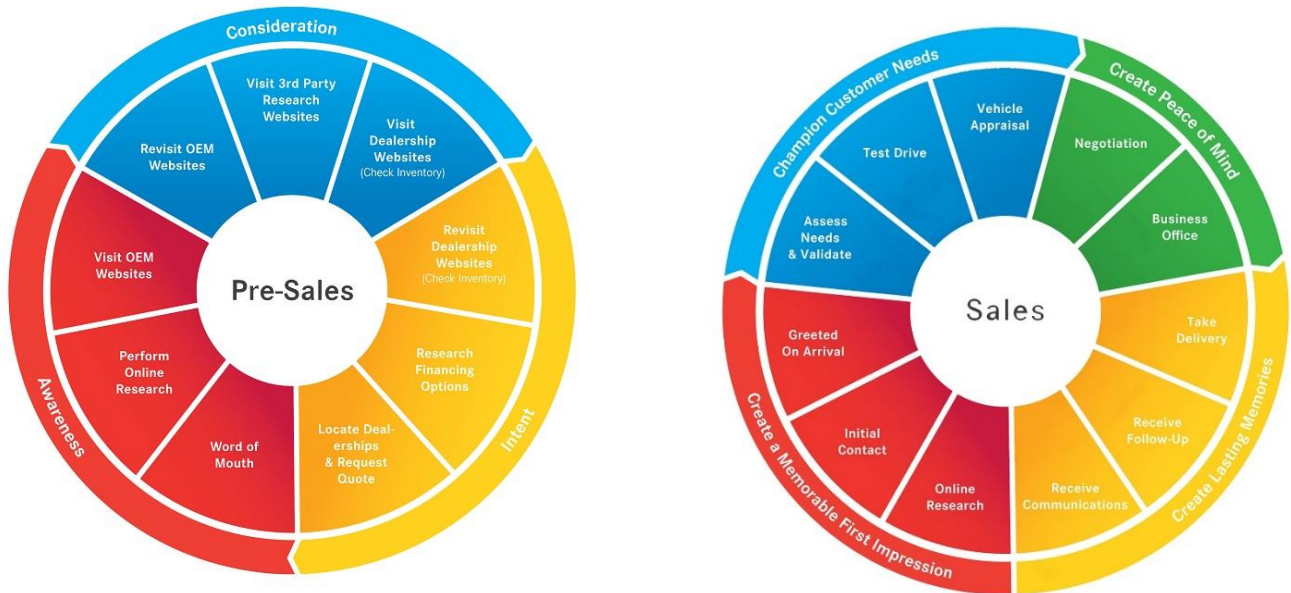 Consideration
Visit 3rd Party
Research
Websites
Visit
Dealership
Websites
(Check Inventory)
Revisit OEM
Websites
Revisit
Dealership
Websites
(Check Inventory)
Visit OEM
Websites
Pre-Sales
Research
Financing
Options
Perform
Online
Research
Locate Deal-
erships
& Request
Quote
Word of
Mouth
Awareness
Intent
Champion Customer Needs
Create Peace of Mind
Vehicle
Appraisal
Negotiation
Test Drive
Assess
Needs
& Validate
Business
Office
Sales
Greeted
On Arrival
Take
Delivery
Initial
Contact
Receive
Follow-Up
Online
Research
Receive
Communications
Create a Memorable First Impression
Create Lasting Memories